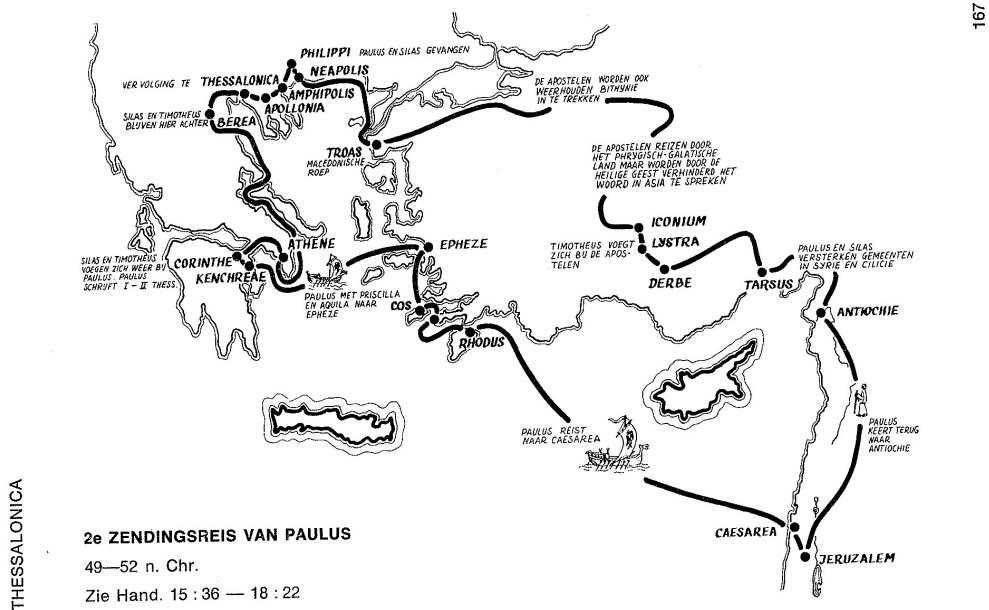 167
PHILIPPI PAULUS EN SILAS GEVANGEN
NEAPOLIS
VERVOLGING TE THESSALONICA
AMPHIPOLIS
APOLLONIA
SILAS EN TIMOTHEUS
BLIJVEN HIER ACHTER
BEREA
TROAS
MACEDONISCHE
ROEP
DE APOSTELEN WORDEN OOK
WEERHOUDEN BITHYNIË
IN TE TREKKEN
DE APOSTELEN REIZEN DOOR
HET PHRYGISCH-GALATISCHE
LAND MAAR WORDEN DOOR DE
HEILIGE GEEST VERHINDERD HET
WOORD IN ASIA TE SPREKEN
ICONIUM
LYSTRA
TIMOTHEUS VOEGT
ZICH BIJ DE APOS-
TELEN
DERBE
TARSUS
PAULUS EN SILAS
VERSTERKEN GEMEENTEN
IN SYRIE EN CILICIE
ANTIOCHIE
ATHENE
CORINTHE
KENCHREAE
SILAS EN TIMOTHEUS
VOEGEN ZICH WEER BIJ
PAULUS. PAULUS
SCHRIJFT I – II THESS.
EPHEZE
PAULUS MET PRISCILLA
EN AQUILA NAAR
EPHEZE
COS
RHODUS
PAULUS REIST
NAAR CAESAREA
PAULUS
KEERT TERUG
NAAR
ANTIOCHIE
CAESAREA
JERUZALEM
THESSALONICA
2e ZENDINGSREIS VAN PAULUS
49—52 n. Chr.
Zie Hand. 15 : 36 — 18 : 22